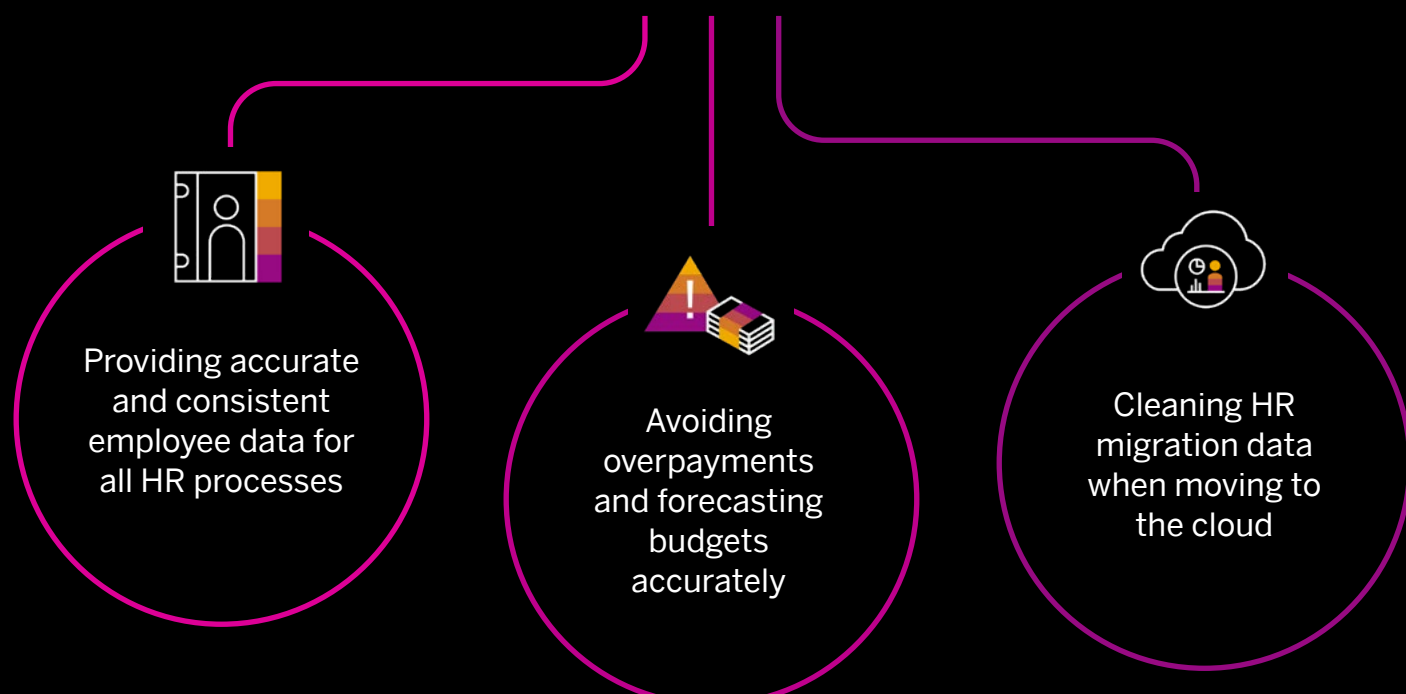 Providing accurate
and consistent
employee data for
all HR processes
Avoiding
overpayments
and forecasting
budgets
accurately
Cleaning HR
migration data
when moving to
the cloud